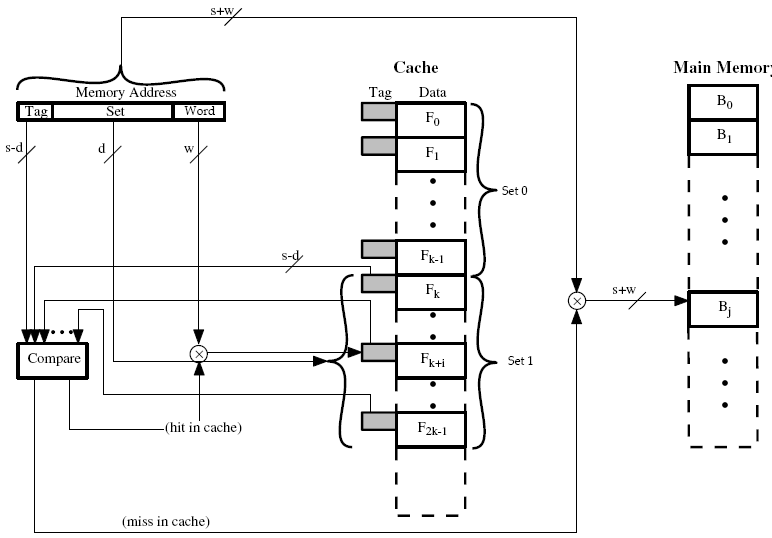 s+w
Cache
Main Memory
Memory Address
Tag Data
Tag Set Word
B0
F0
B1
s-d d w
F1
Set 0
s-d
Fk-1
Fk
s+w
Bj
Compare
Fk+i
Set 1
(hit in cache)
F2k-1
(miss in cache)